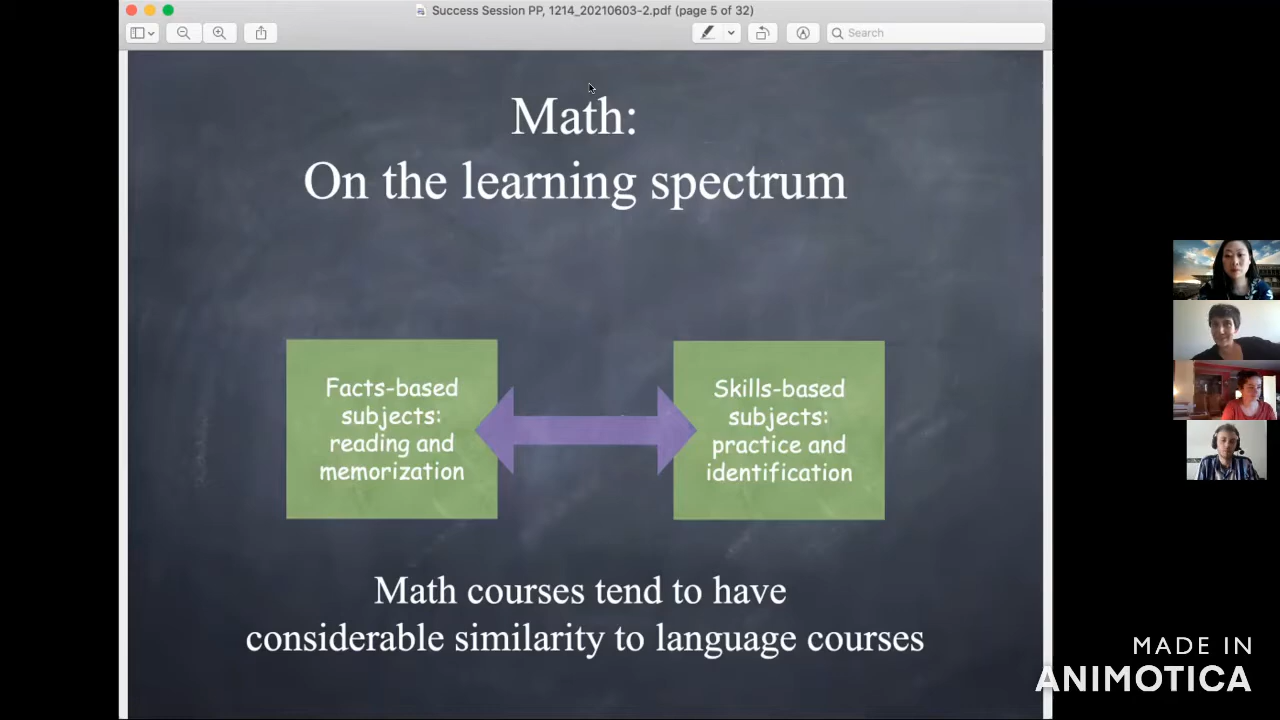 Success Session PP, 1214_20210603-2.pdf (page 5 of 32)
Search
Math:
On the learning spectrum
Facts-based
subjects:
reading and
memorization
Skills-based
subjects:
practice and
identification
Math courses tend to have
considerable similarity to language courses
MADE IN
ANIMOTICA